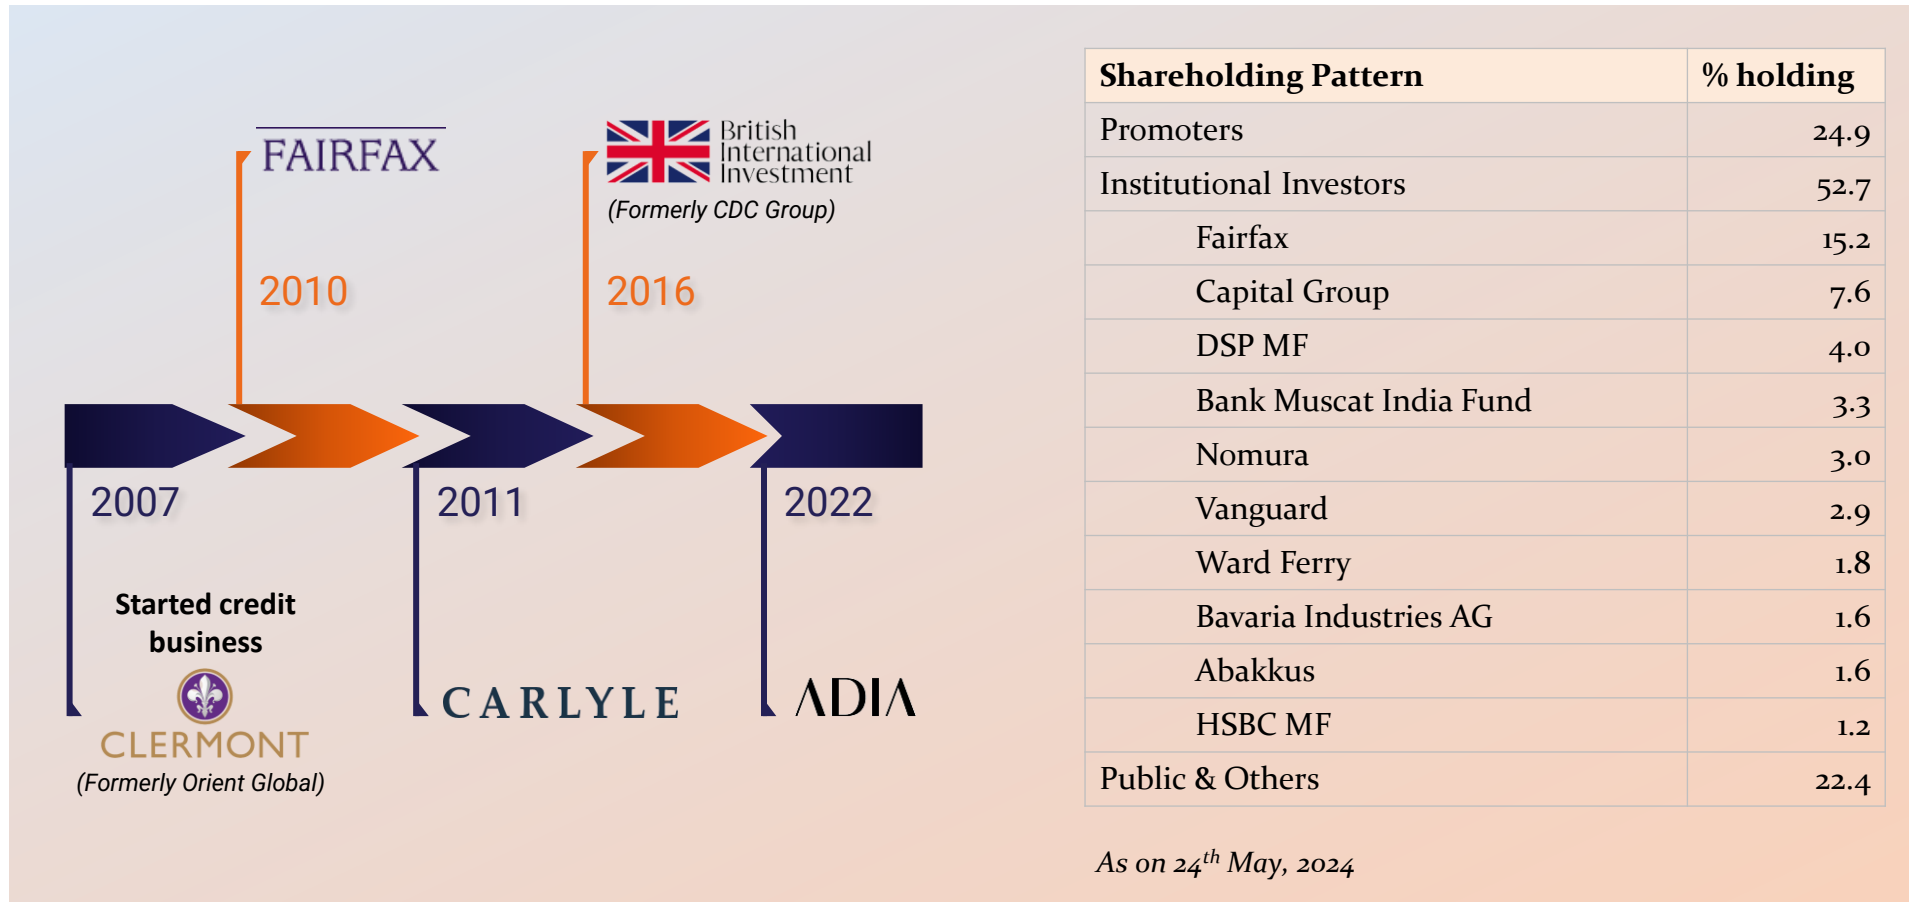 FAIRFAX
2010
British
International
Investment
(Formerly CDC Group)
2016
2007
Started credit
business
CLERMONT
(Formerly Orient Global)
2011
CARLYLE
2022
ADIA
Shareholding Pattern % holding
Promoters 24.9
Institutional Investors 52.7
Fairfax 15.2
Capital Group 7.6
DSP MF 4.0
Bank Muscat India Fund 3.3
Nomura 3.0
Vanguard 2.9
Ward Ferry 1.8
Bavaria Industries AG 1.6
Abakkus 1.6
HSBC MF 1.2
Public & Others 22.4
As on 24th May, 2024